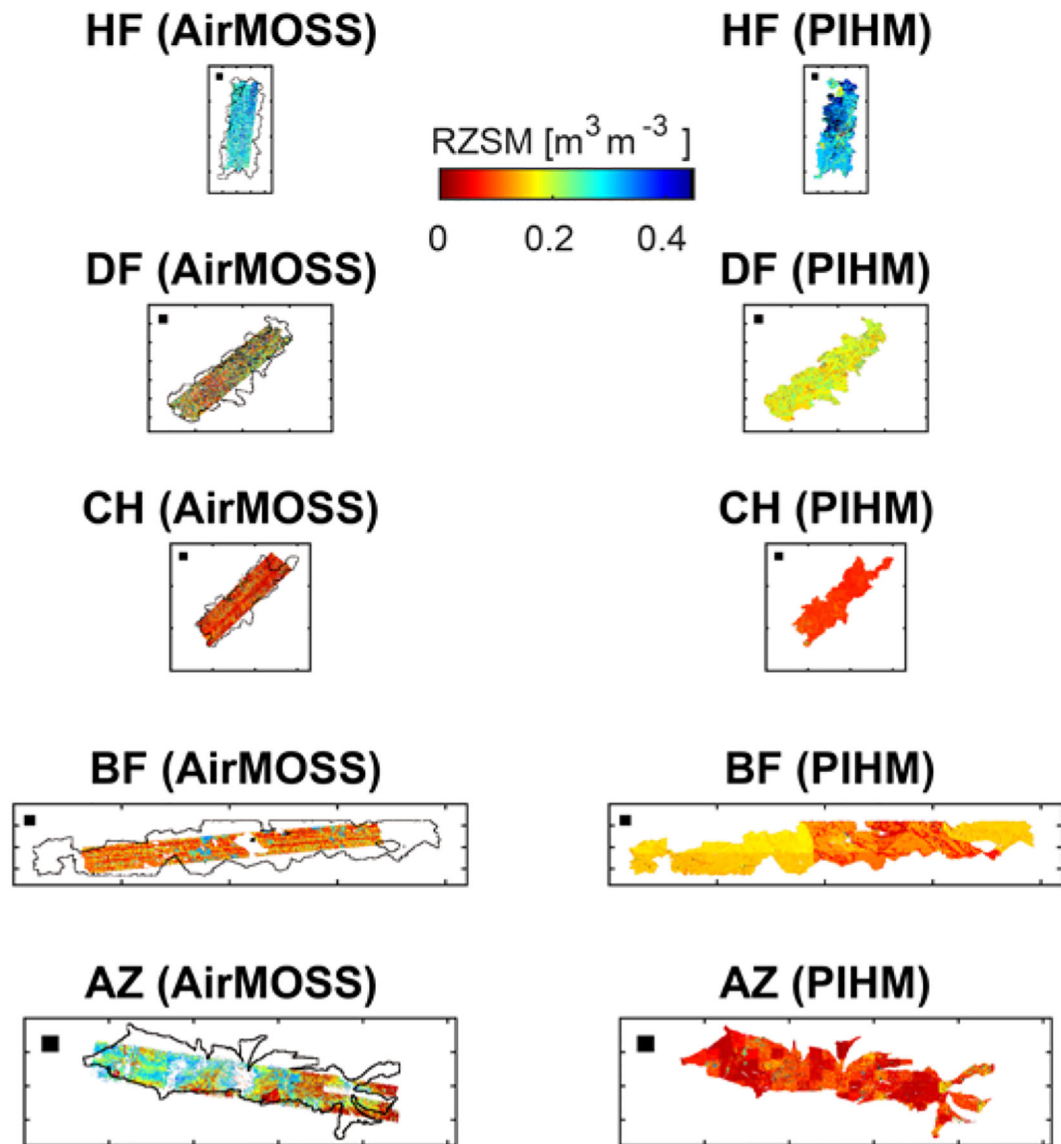 HF (AirMOSS)
HF (PIHM)
RZSM [m³ m⁻³ ]
0 0.2 0.4
DF (AirMOSS)
DF (PIHM)
CH (AirMOSS)
CH (PIHM)
BF (AirMOSS)
BF (PIHM)
AZ (AirMOSS)
AZ (PIHM)